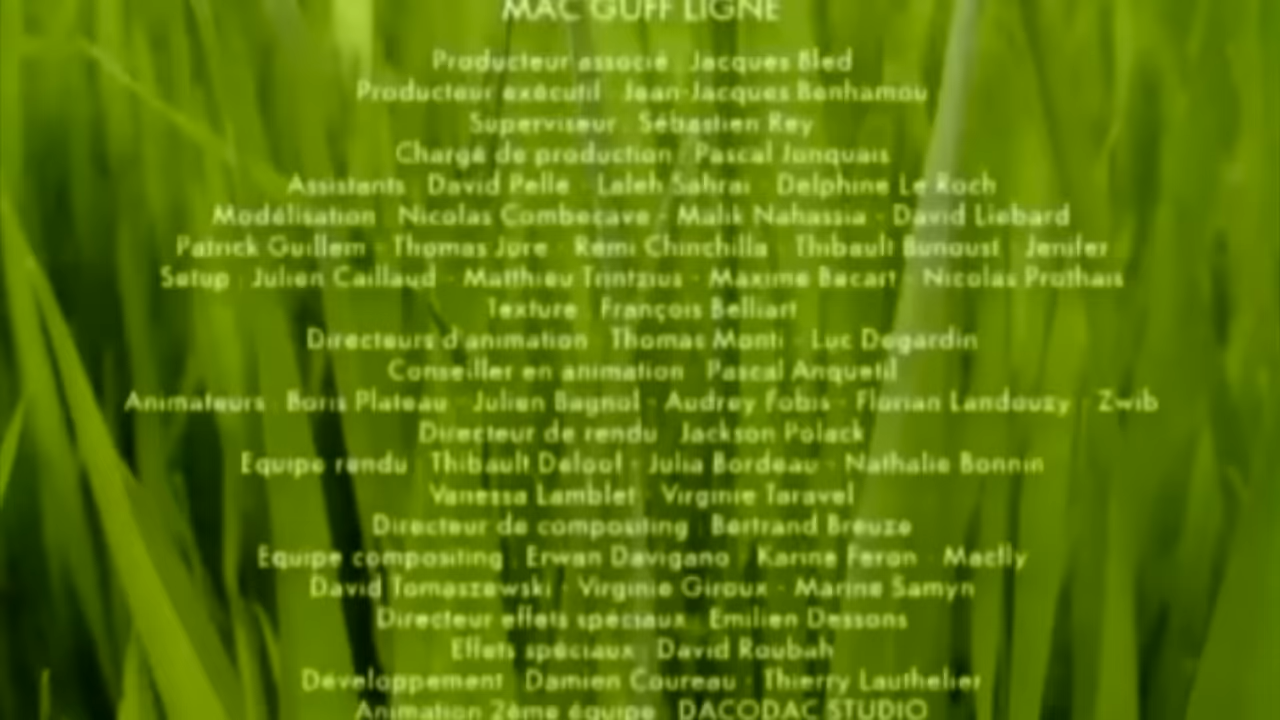 MAC GUFF LIGNE
Producteur associé : Jacques Bled
Producteur exécutif : Jean-Jacques Benhamou
Superviseur : Sébastien Rey
Chargé de production : Pascal Jonquais
Assistants : David Pelle - Laleh Sahrai - Delphine Le Roch
Modélisation : Nicolas Combecave - Malik Nahassia - David Liebard
Patrick Guillem - Thomas Jore - Rémi Chinchilla - Thibault Bunoust - Jenifer
Setup : Julien Caillaud - Matthieu Trintzius - Maxime Bacart - Nicolas Pruthais
Texture : François Belliart
Directeurs d'animation : Thomas Monti - Luc Degardin
Conseiller en animation : Pascal Anquetil
Animateurs : Boris Plateau - Julien Bagnol - Audrey Fobis - Florian Landouzy - Zwib
Directeur de rendu : Jackson Polack
Equipe rendu : Thibault Deloof - Julia Bordeau - Nathalie Bonnin
Vanessa Lamblet - Virginie Taravel
Directeur de compositing : Bertrand Breuze
Equipe compositing : Erwan Davigano - Karine Feron - Macfly
David Tomaszewski - Virginie Giroux - Marine Samyn
Directeur effets spéciaux : Emilien Dessons
Effets spéciaux : David Roubah
Développement : Damien Coureau - Thierry Lauthelier
Animation 2ème équipe : DACODAC STUDIO